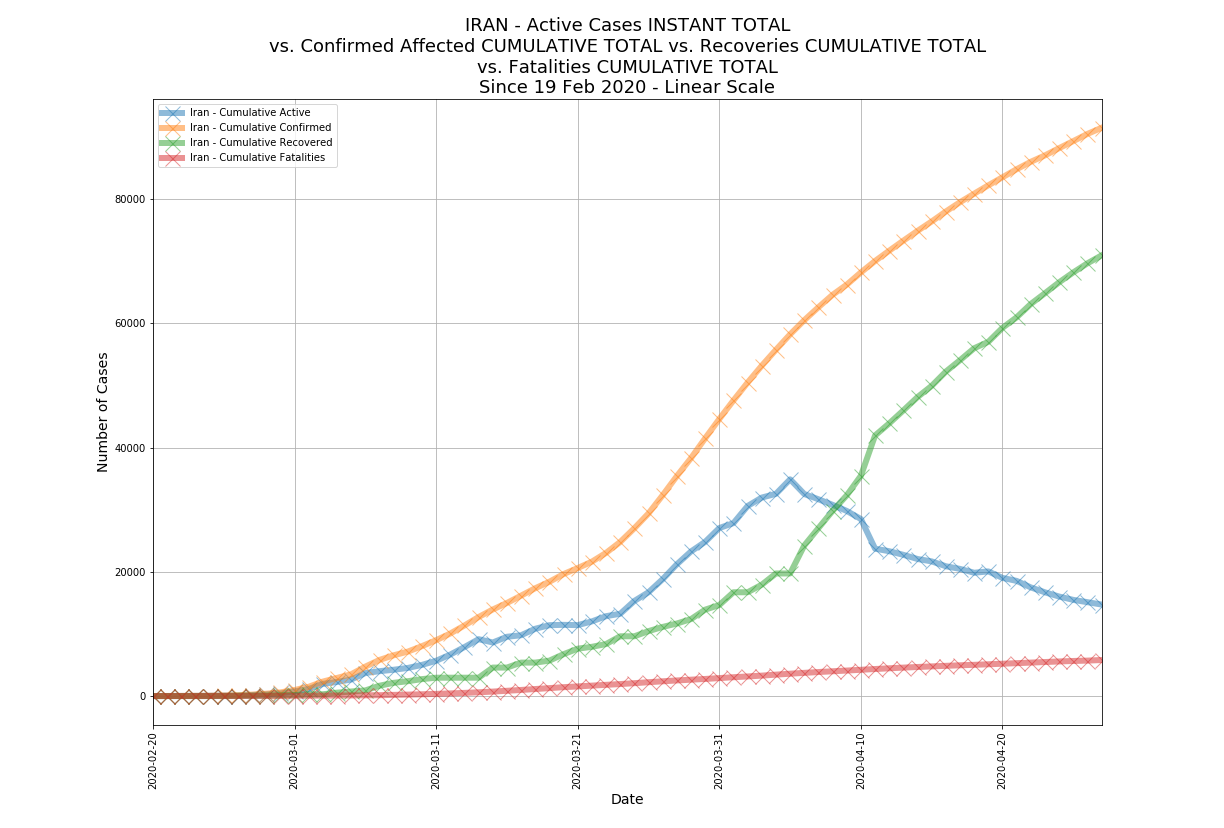 IRAN - Active Cases INSTANT TOTAL
vs. Confirmed Affected CUMULATIVE TOTAL vs. Recoveries CUMULATIVE TOTAL
vs. Fatalities CUMULATIVE TOTAL
Since 19 Feb 2020 - Linear Scale
Iran - Cumulative Active
Iran - Cumulative Confirmed
Iran - Cumulative Recovered
Iran - Cumulative Fatalities
Number of Cases
80000
60000
40000
20000
0
2020-02-20
2020-03-01
2020-03-11
2020-03-21
2020-03-31
2020-04-10
2020-04-20
Date